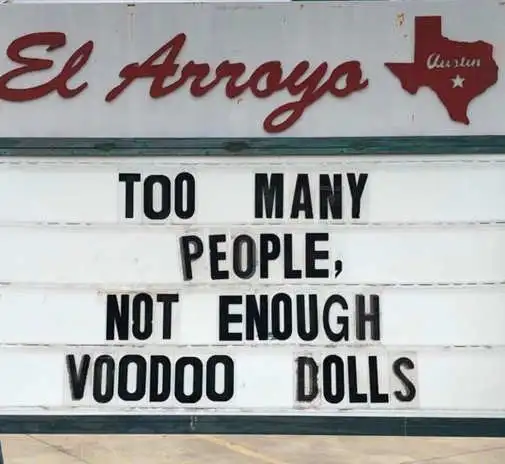 El Arroyo
Austin
TOO MANY
PEOPLE,
NOT ENOUGH
VOODOO DOLLS